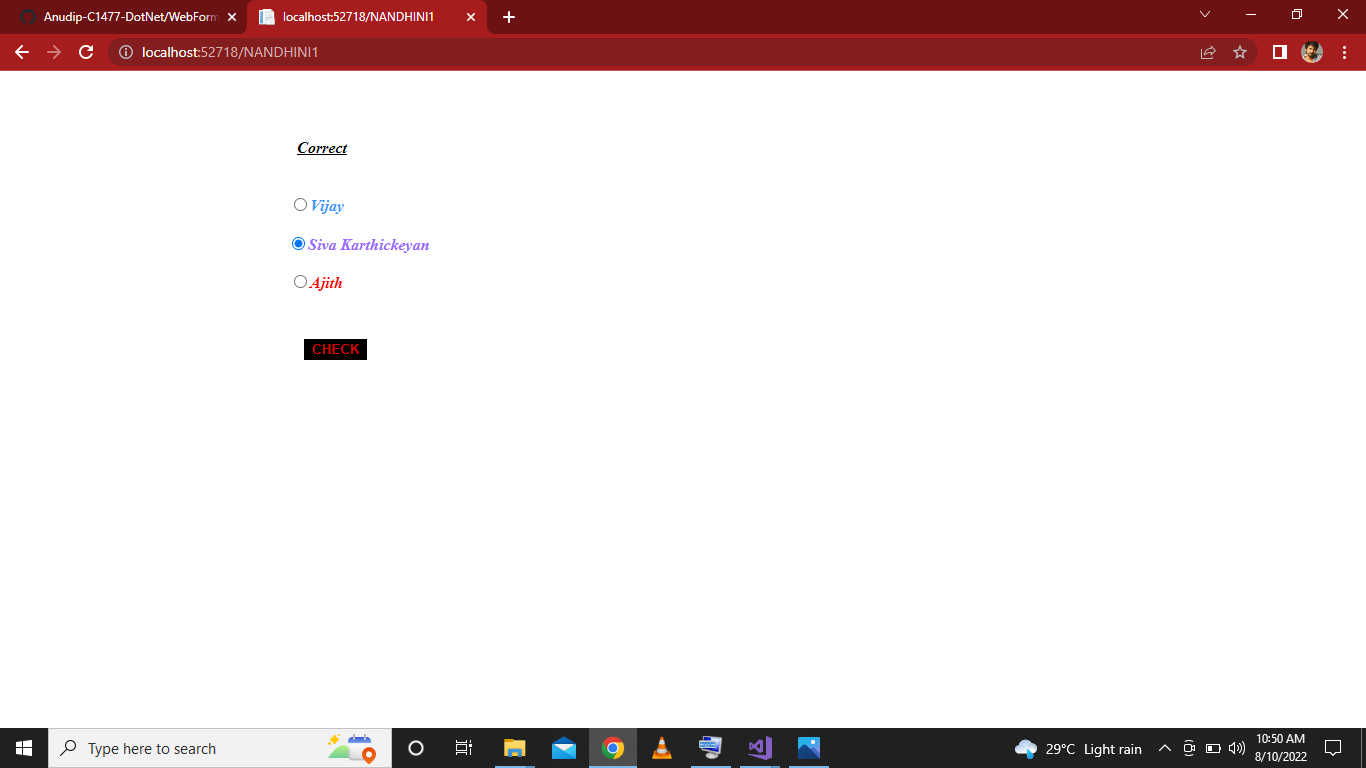 Anudip-C1477-DotNet/WebForm
localhost:52718/NANDHINI1
localhost:52718/NANDHINI1
Correct
Vijay
Siva Karthickeyan
Ajith
CHECK
Type here to search
29°C Light rain
10:50 AM
8/10/2022